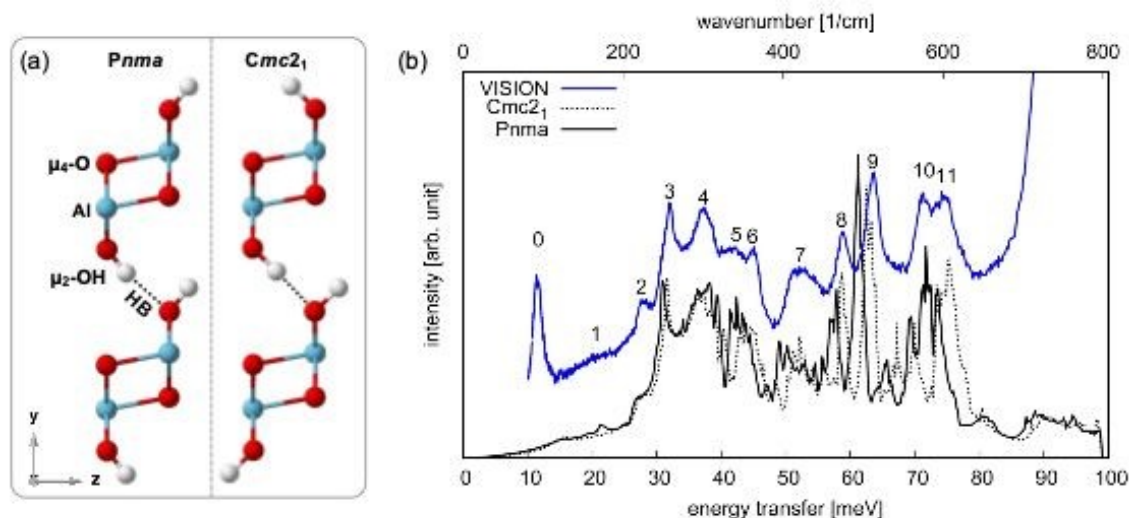 (a)
Pnma
Cmc2₁
μ₄-O
Al
μ₂-OH
HB
y
z
(b)
wavenumber [1/cm]
0 200 400 600 800
VISION
Cmc2₁
Pnma
0 1 2 3 4 5 6 7 8 9 10 11
intensity [arb. unit]
0 10 20 30 40 50 60 70 80 90 100
energy transfer [meV]